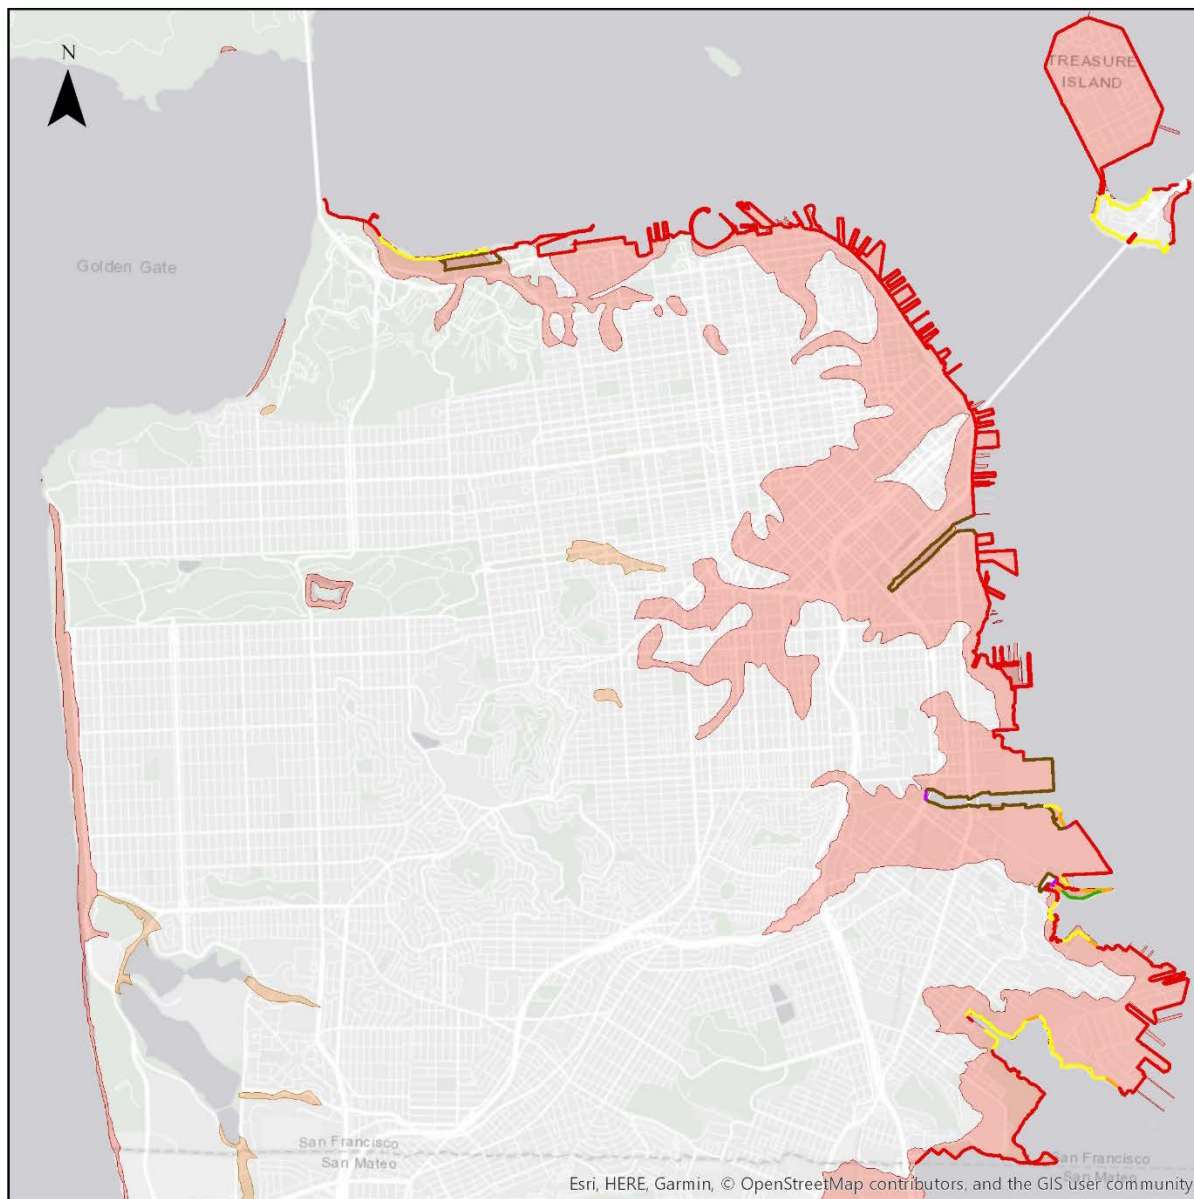 N
TREASURE
ISLAND
Golden Gate
San Francisco
San Mateo
San Francisco
San Mateo
Esri, HERE, Garmin, © OpenStreetMap contributors, and the GIS user community